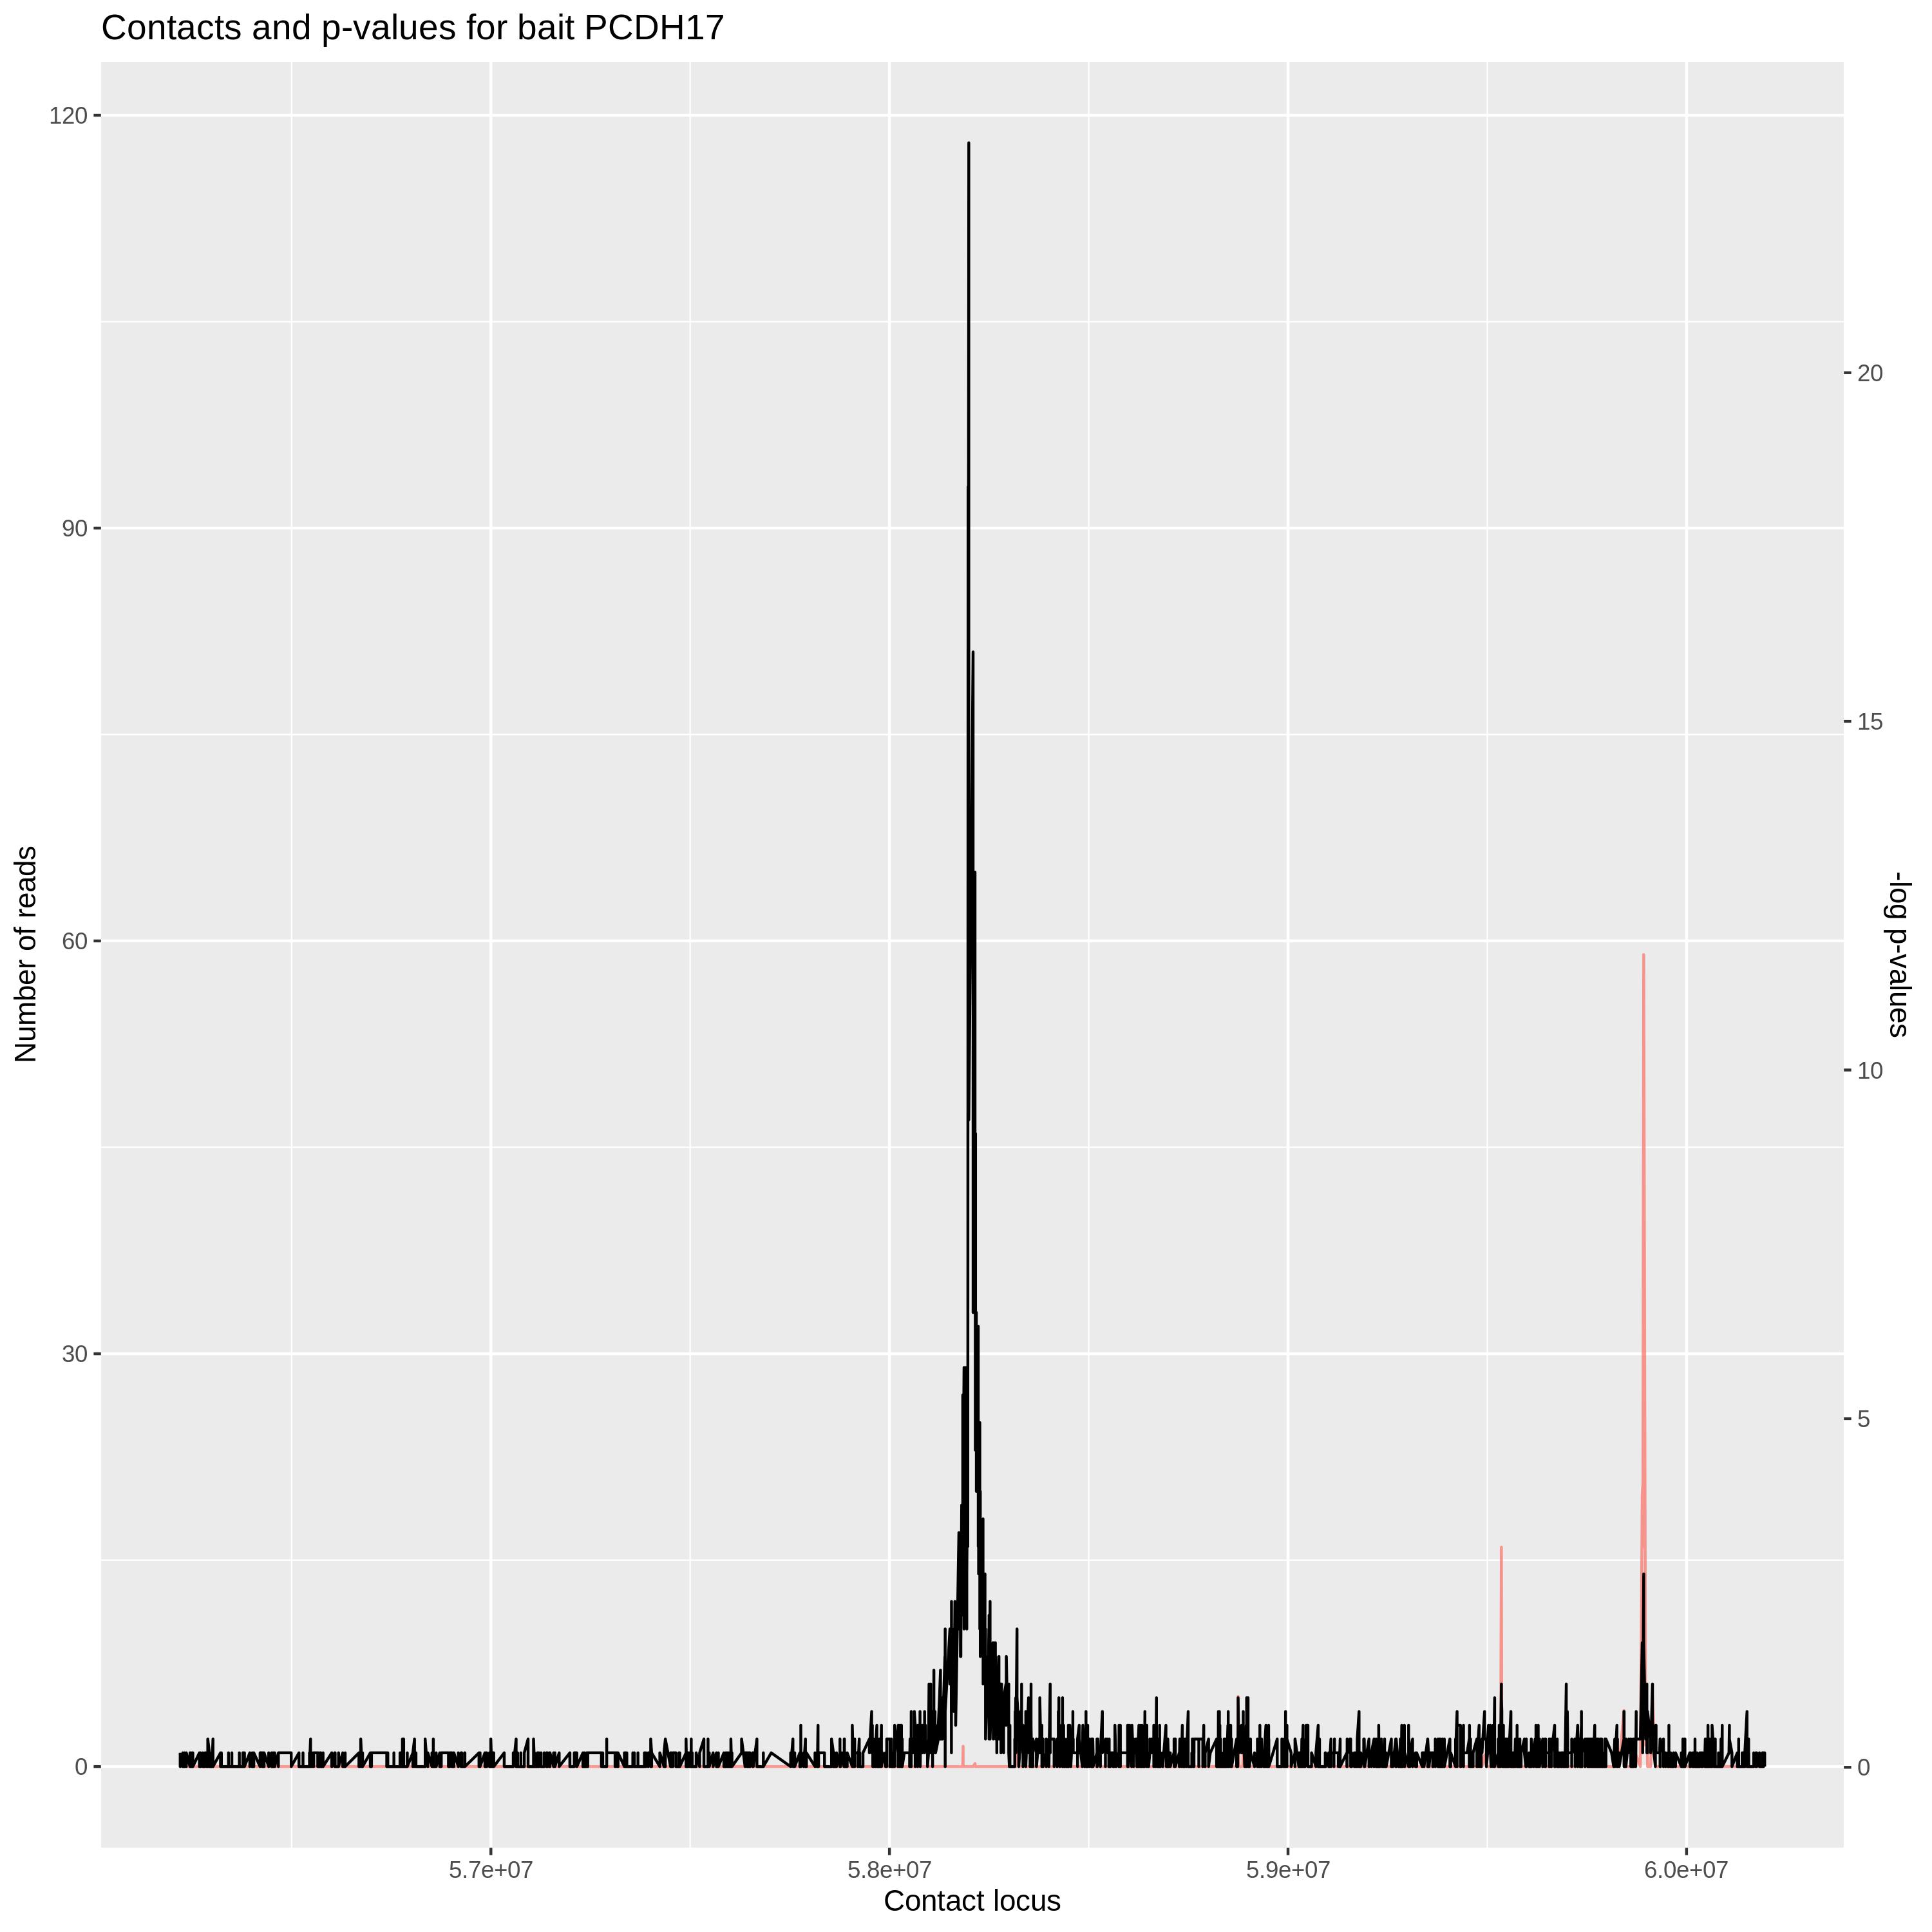 Contacts and p-values for bait PCDH17
120
90
60
30
0
Number of reads
20
15
10
5
0
-log p-values
5.7e+07
5.8e+07
5.9e+07
6.0e+07
Contact locus